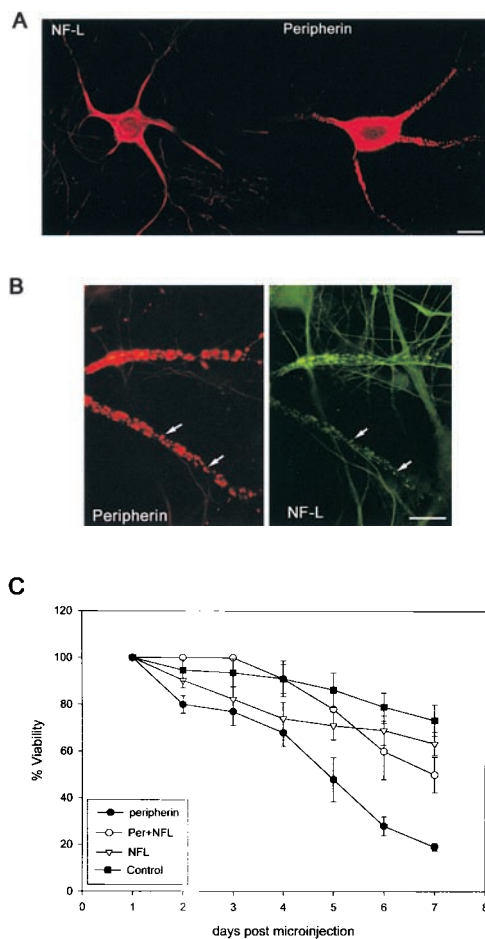 A
NF-L
Peripherin
B
Peripherin
NF-L
C
120
100
80
60
40
20
0
% Viability
peripherin
Per+NFL
NFL
Control
0 1 2 3 4 5 6 7 8
days post microinjection